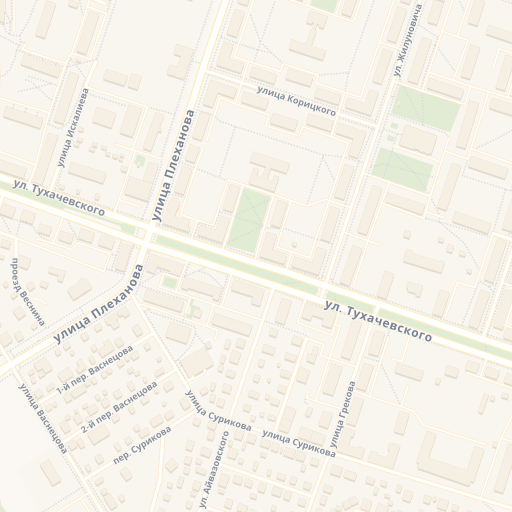 ул. Жилуновича
улица Корицкого
улица Искалиева
улица Плеханова
ул. Тухачевского
проезд Веснина
улица Плеханова
ул. Тухачевского
1-й пер. Васнецова
2-й пер. Васнецова
улица Васнецова
пер. Сурикова
улица Сурикова
улица Сурикова
улица Грекова
ул. Айвазовского